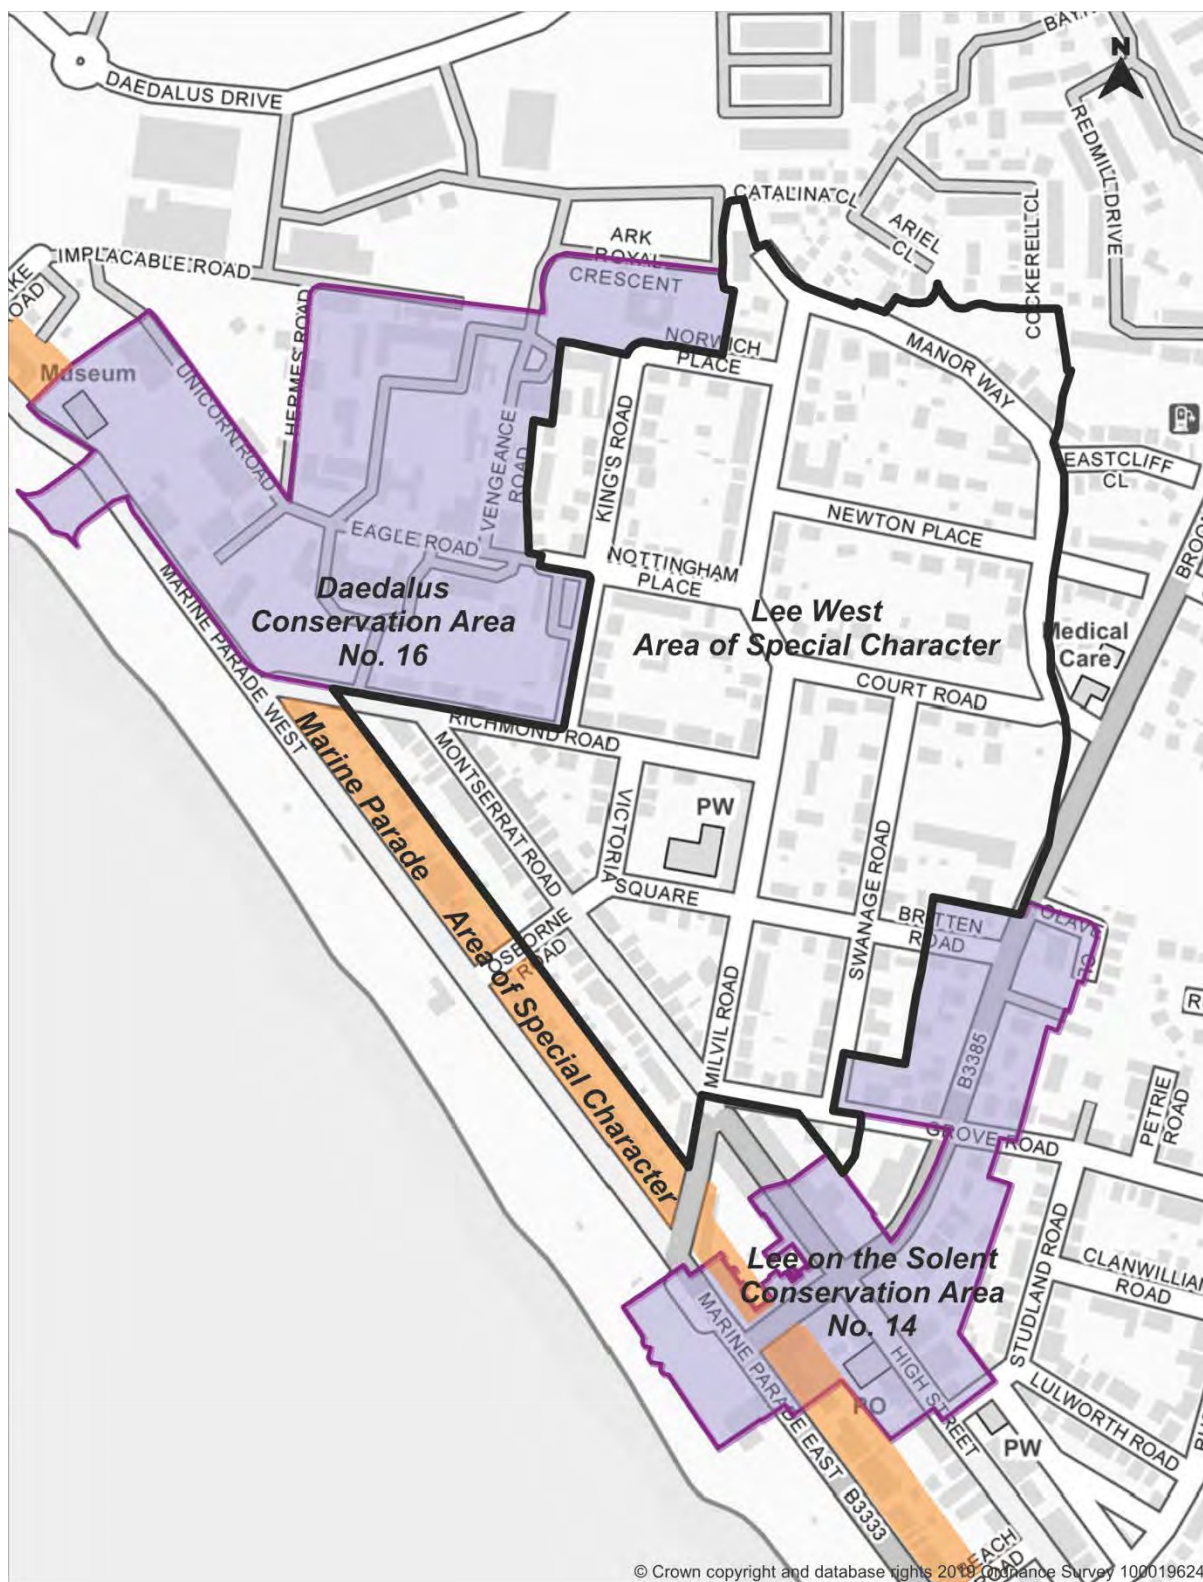 BAY
N
DAEDALUS DRIVE
REDMILL DRIVE
CATALINA CL
ARIEL
CL
COCKERELL CL
ARK
ROYAL
CRESCENT
IMPLACABLE ROAD
ROAD
HERMES ROAD
NORWICH
PLACE
MANOR WAY
Museum
UNICORN ROAD
KING'S ROAD
VENGEANCE
ROAD
EASTCLIFF
CL
NEWTON PLACE
EAGLE ROAD
NOTTINGHAM
PLACE
MARINE PARADE WEST
Daedalus
Conservation Area
No. 16
Lee West
Area of Special Character
Medical
Care
COURT ROAD
RICHMOND ROAD
Marine Parade Area of Special Character
MONTSERRAT ROAD
VICTORIA
SQUARE
PW
SWANAGE ROAD
BRITTEN
ROAD
OLAVE
CL
OSBORNE
ROAD
R
MILVIL ROAD
B3385
PETRIE
ROAD
GROVE ROAD
STUDLAND ROAD
Lee on the Solent
Conservation Area
No. 14
CLANWILLIAM
ROAD
MARINE PARADE EAST B3333
HIGH STREET
PO
LULWORTH ROAD
PW
BEACH
ROAD
© Crown copyright and database rights 2019 Ordnance Survey 100019624